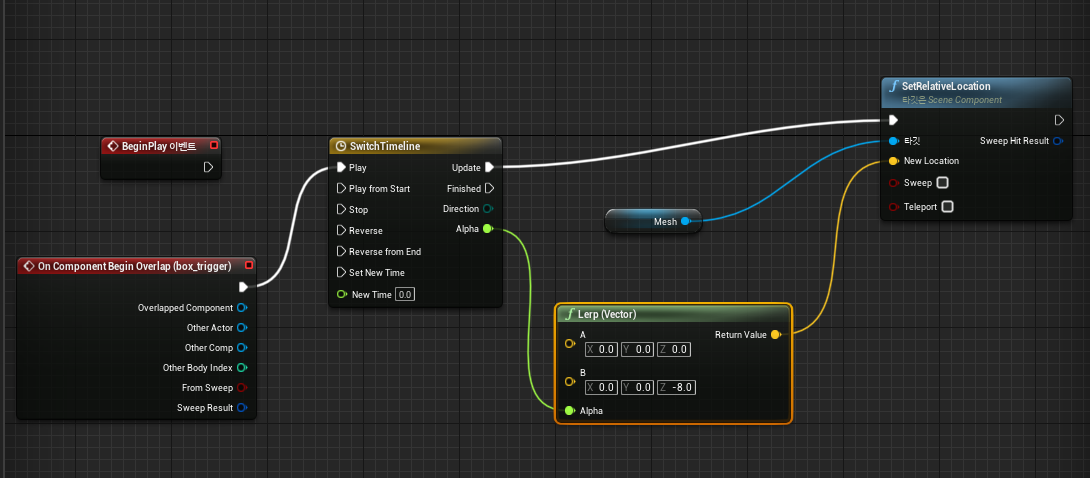 BeginPlay 이벤트
SwitchTimeline
Play
Update
Play from Start
Finished
Stop
Direction
Reverse
Alpha
Reverse from End
Set New Time
New Time 0.0
On Component Begin Overlap (box_trigger)
Overlapped Component
Other Actor
Other Comp
Other Body Index
From Sweep
Sweep Result
Mesh
Lerp (Vector)
A
Return Value
X 0.0 Y 0.0 Z 0.0
B
X 0.0 Y 0.0 Z -8.0
Alpha
f SetRelativeLocation
타깃은 Scene Component
타깃
Sweep Hit Result
New Location
Sweep
Teleport